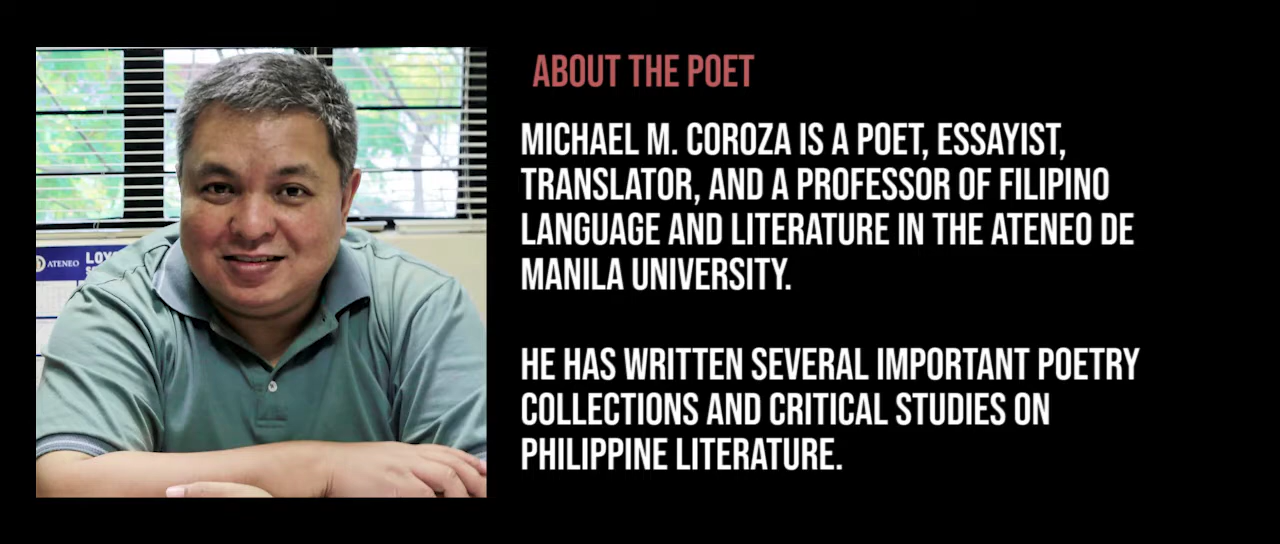 ABOUT THE POET
MICHAEL M. COROZA IS A POET, ESSAYIST,
TRANSLATOR, AND A PROFESSOR OF FILIPINO
LANGUAGE AND LITERATURE IN THE ATENEO DE
MANILA UNIVERSITY.
HE HAS WRITTEN SEVERAL IMPORTANT POETRY
COLLECTIONS AND CRITICAL STUDIES ON
PHILIPPINE LITERATURE.
ATENEO